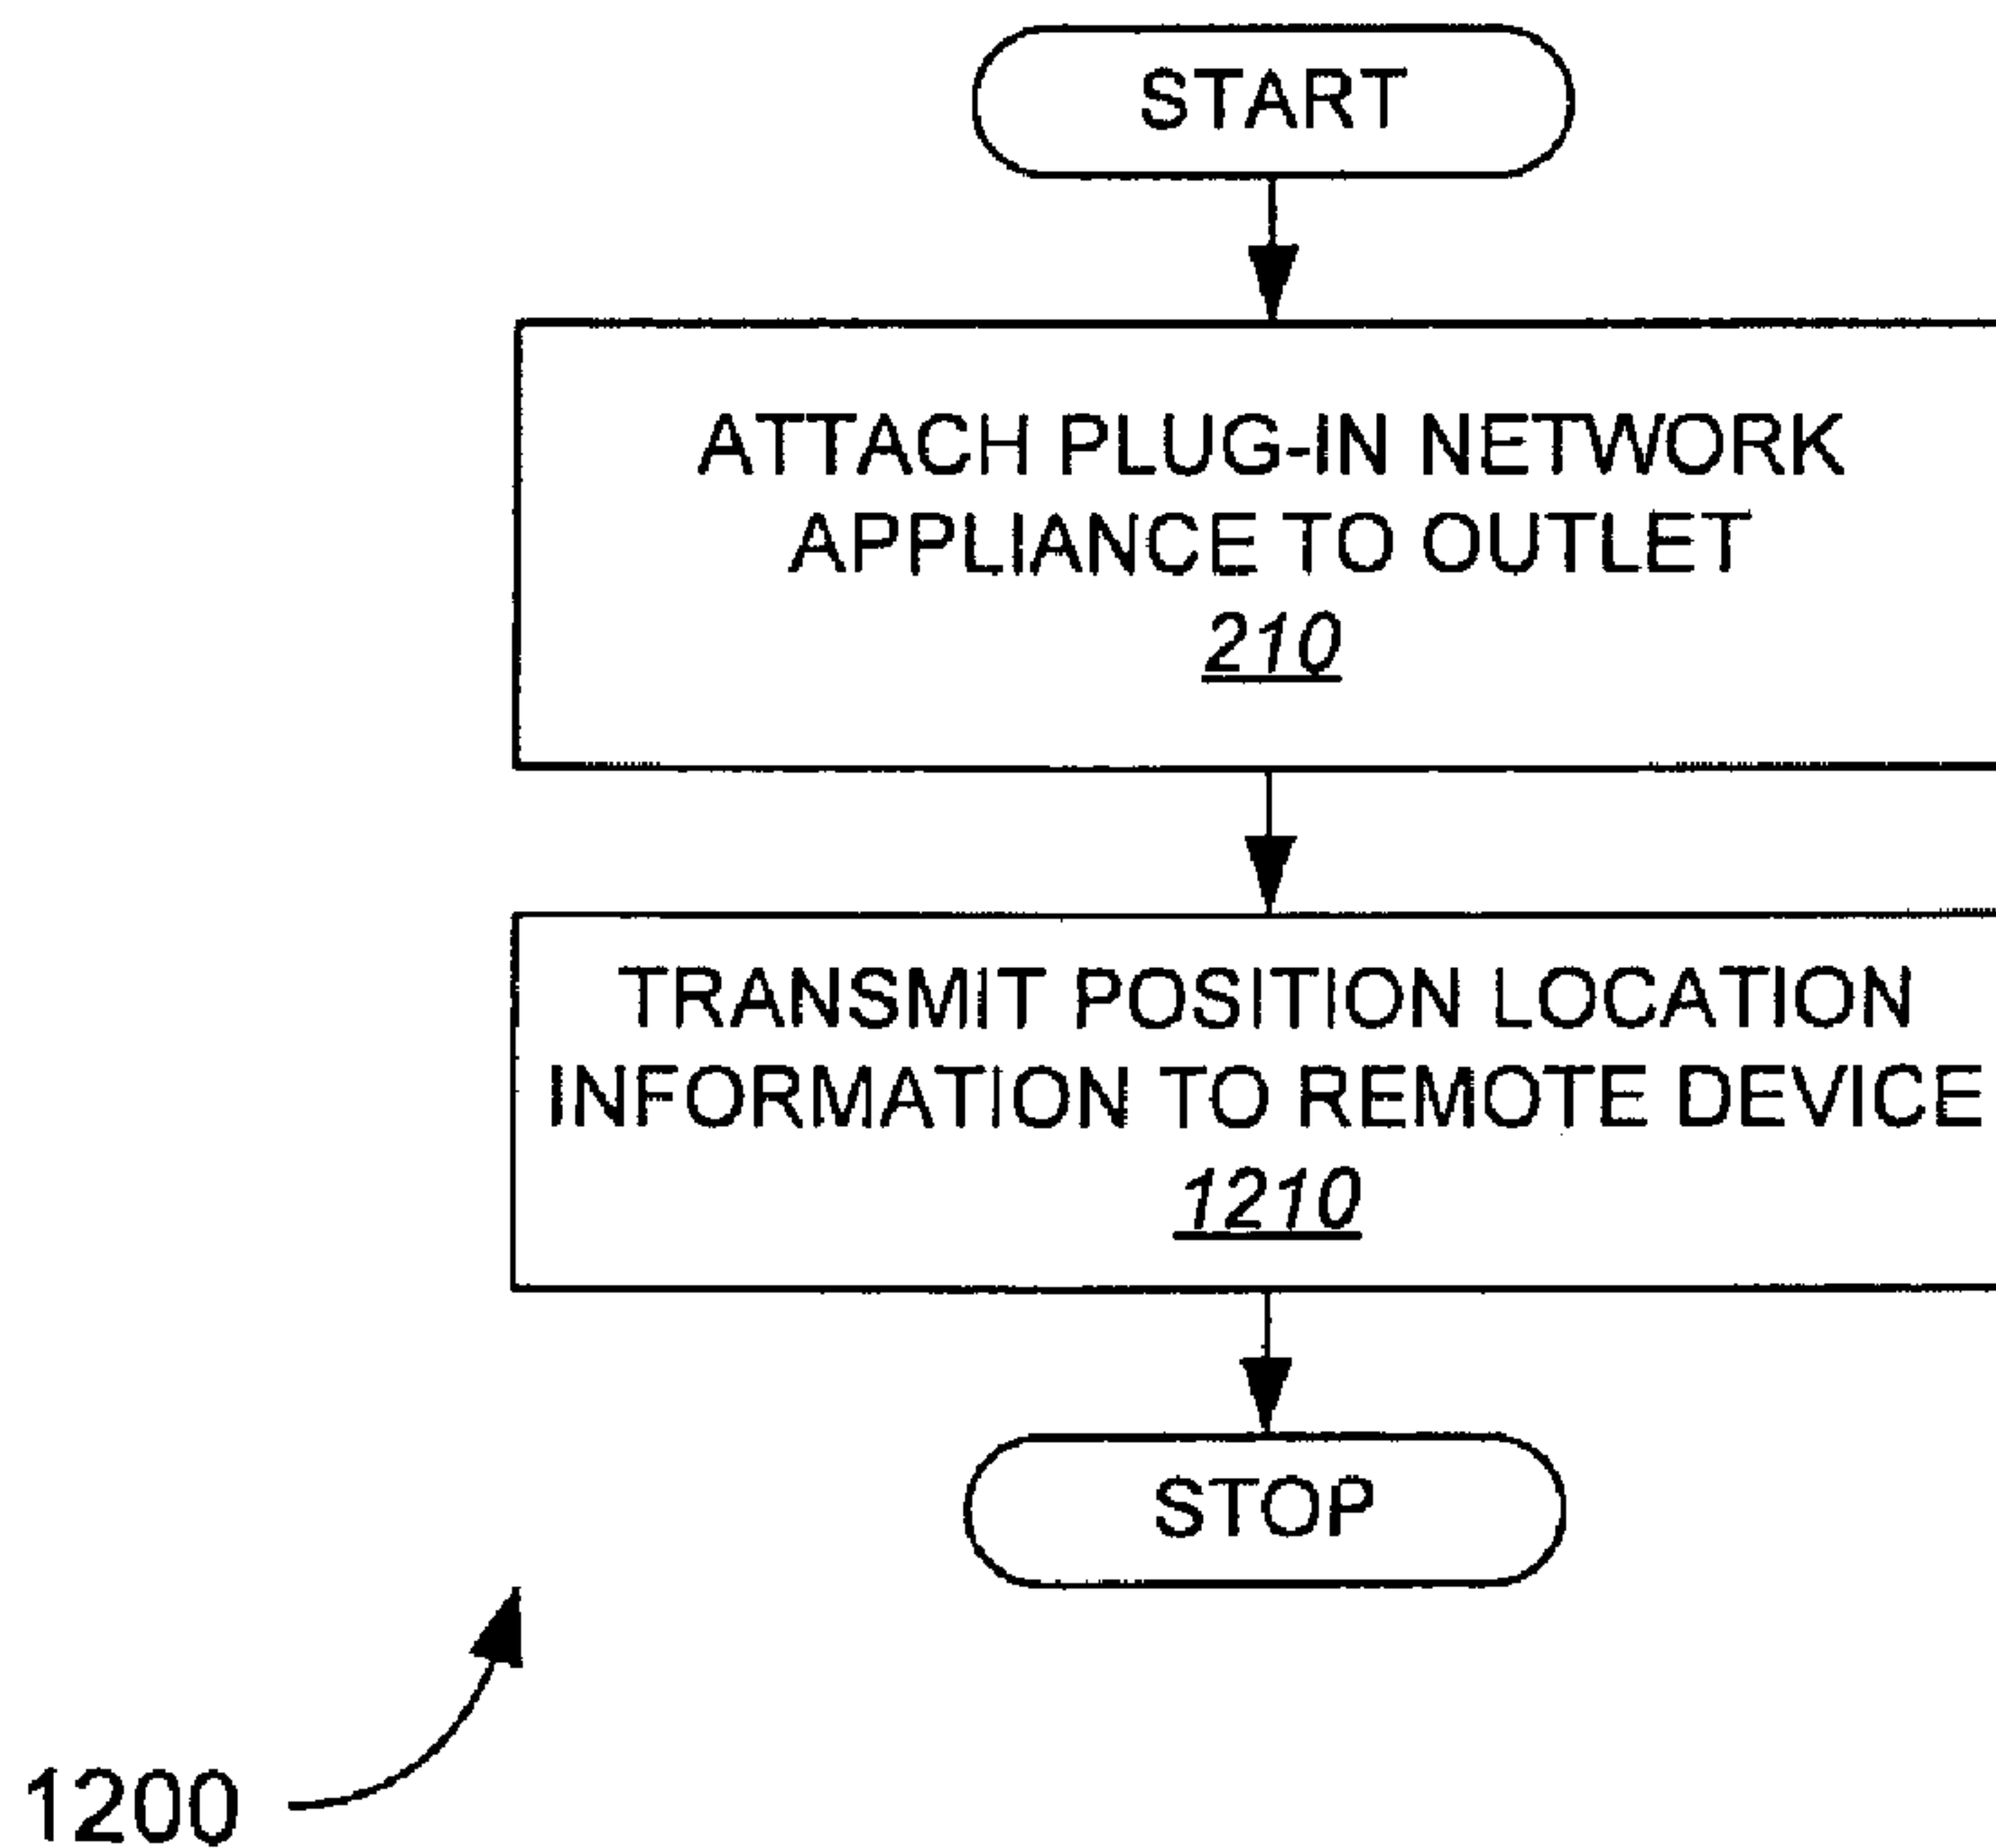 START
ATTACH PLUG-IN NETWORK
APPLIANCE TO OUTLET
210
TRANSMIT POSITION LOCATION
INFORMATION TO REMOTE DEVICE
1210
STOP
1200